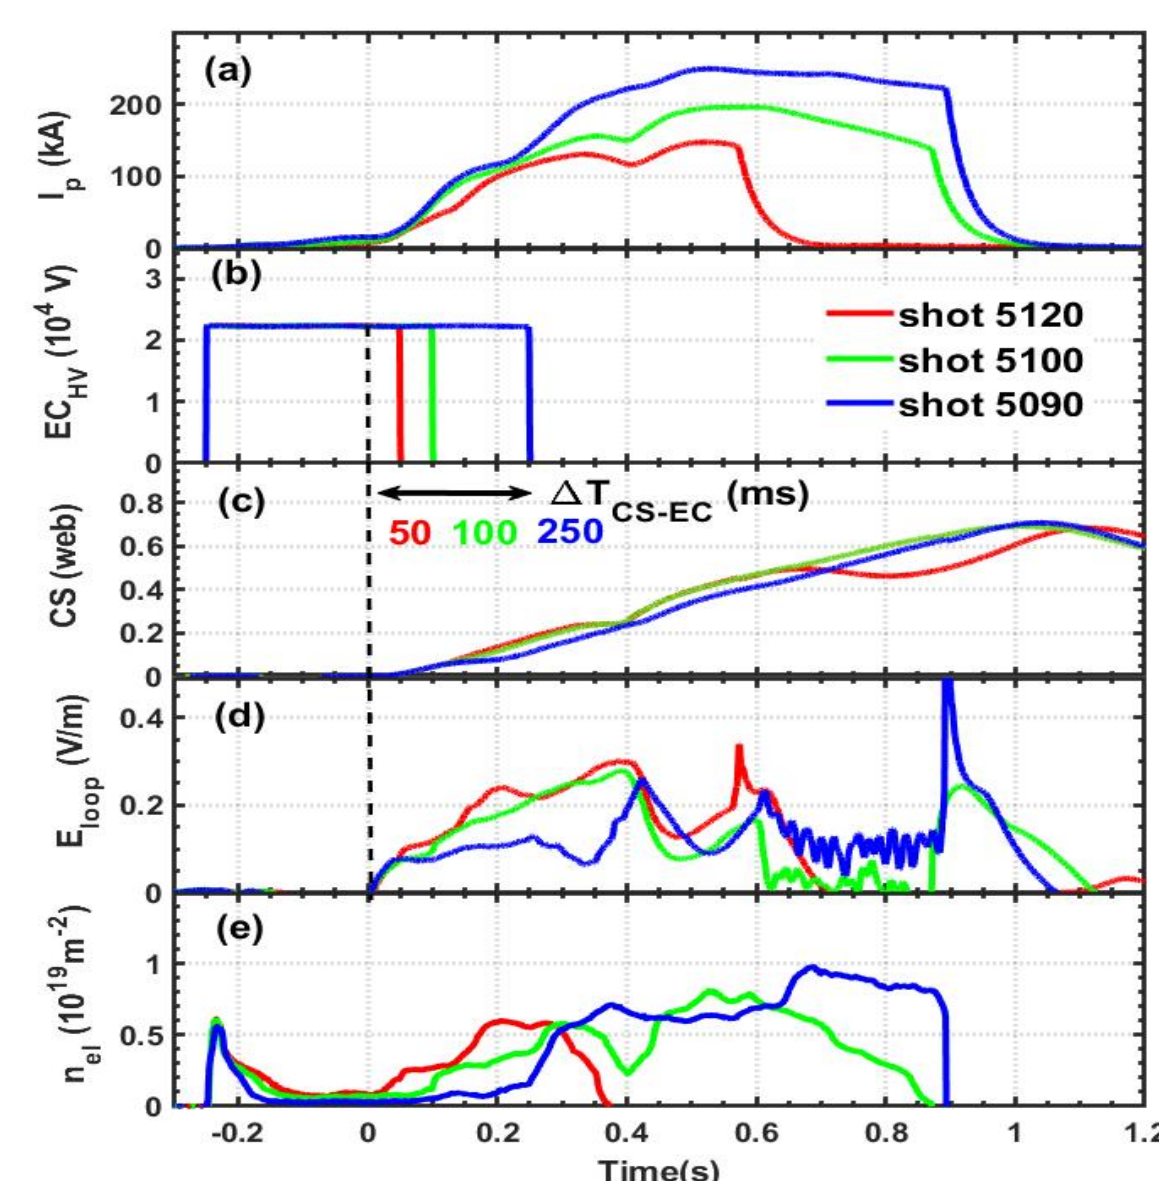 (a)
200
100
0
I_p (kA)
(b)
3
2
1
0
EC_HV (10^4 V)
shot 5120
shot 5100
shot 5090
(c)
△T_CS-EC (ms)
50 100 250
0.8
0.6
0.4
0.2
0
CS (web)
(d)
0.4
0.2
0
E_loop (V/m)
(e)
1
0.5
0
n_el (10^19 m^-2)
-0.2 0 0.2 0.4 0.6 0.8 1 1.2
Time(s)